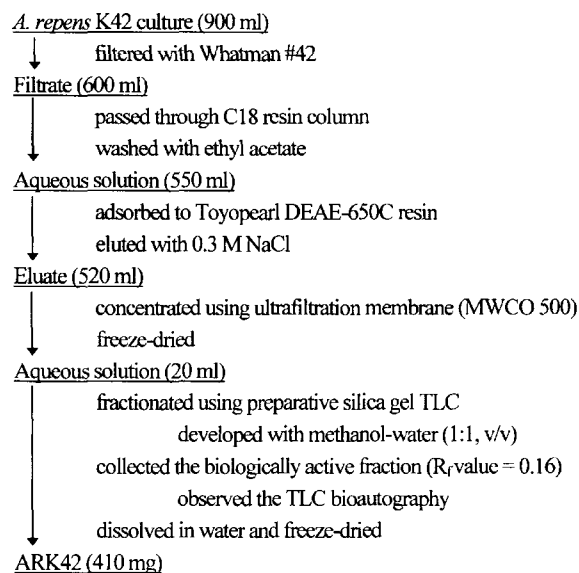 A. repens K42 culture (900 ml)
filtered with Whatman #42
Filtrate (600 ml)
passed through C18 resin column
washed with ethyl acetate
Aqueous solution (550 ml)
adsorbed to Toyopearl DEAE-650C resin
eluted with 0.3 M NaCl
Eluate (520 ml)
concentrated using ultrafiltration membrane (MWCO 500)
freeze-dried
Aqueous solution (20 ml)
fractionated using preparative silica gel TLC
developed with methanol-water (1:1, v/v)
collected the biologically active fraction (Rf value = 0.16)
observed the TLC bioautography
dissolved in water and freeze-dried
ARK42 (410 mg)